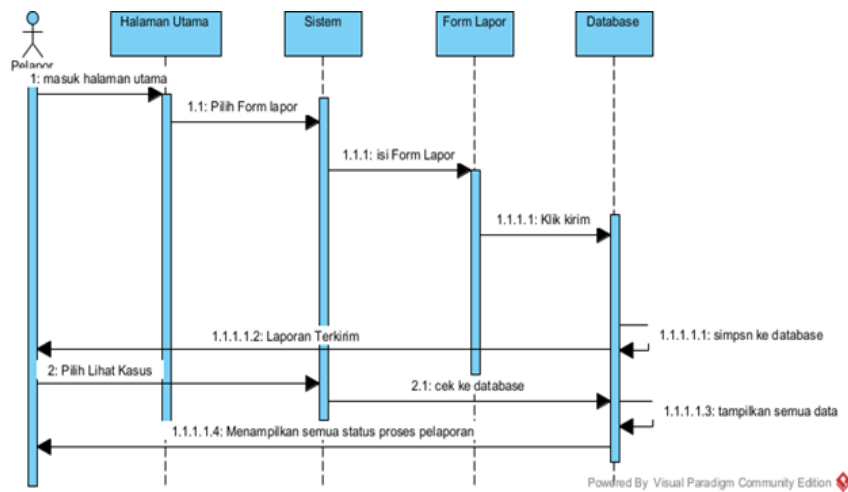 Halaman Utama
Sistem
Form Lapor
Database
Pelapor
1: masuk halaman utama
1.1: Pilih Form lapor
1.1.1: isi Form Lapor
1.1.1.1: Klik kirim
1.1.1.1.2: Laporan Terkirim
1.1.1.1.1: simpsn ke database
2: Pilih Lihat Kasus
2.1: cek ke database
1.1.1.1.3: tampilkan semua data
1.1.1.1.4: Menampilkan semua status proses pelaporan
Powered By Visual Paradigm Community Edition